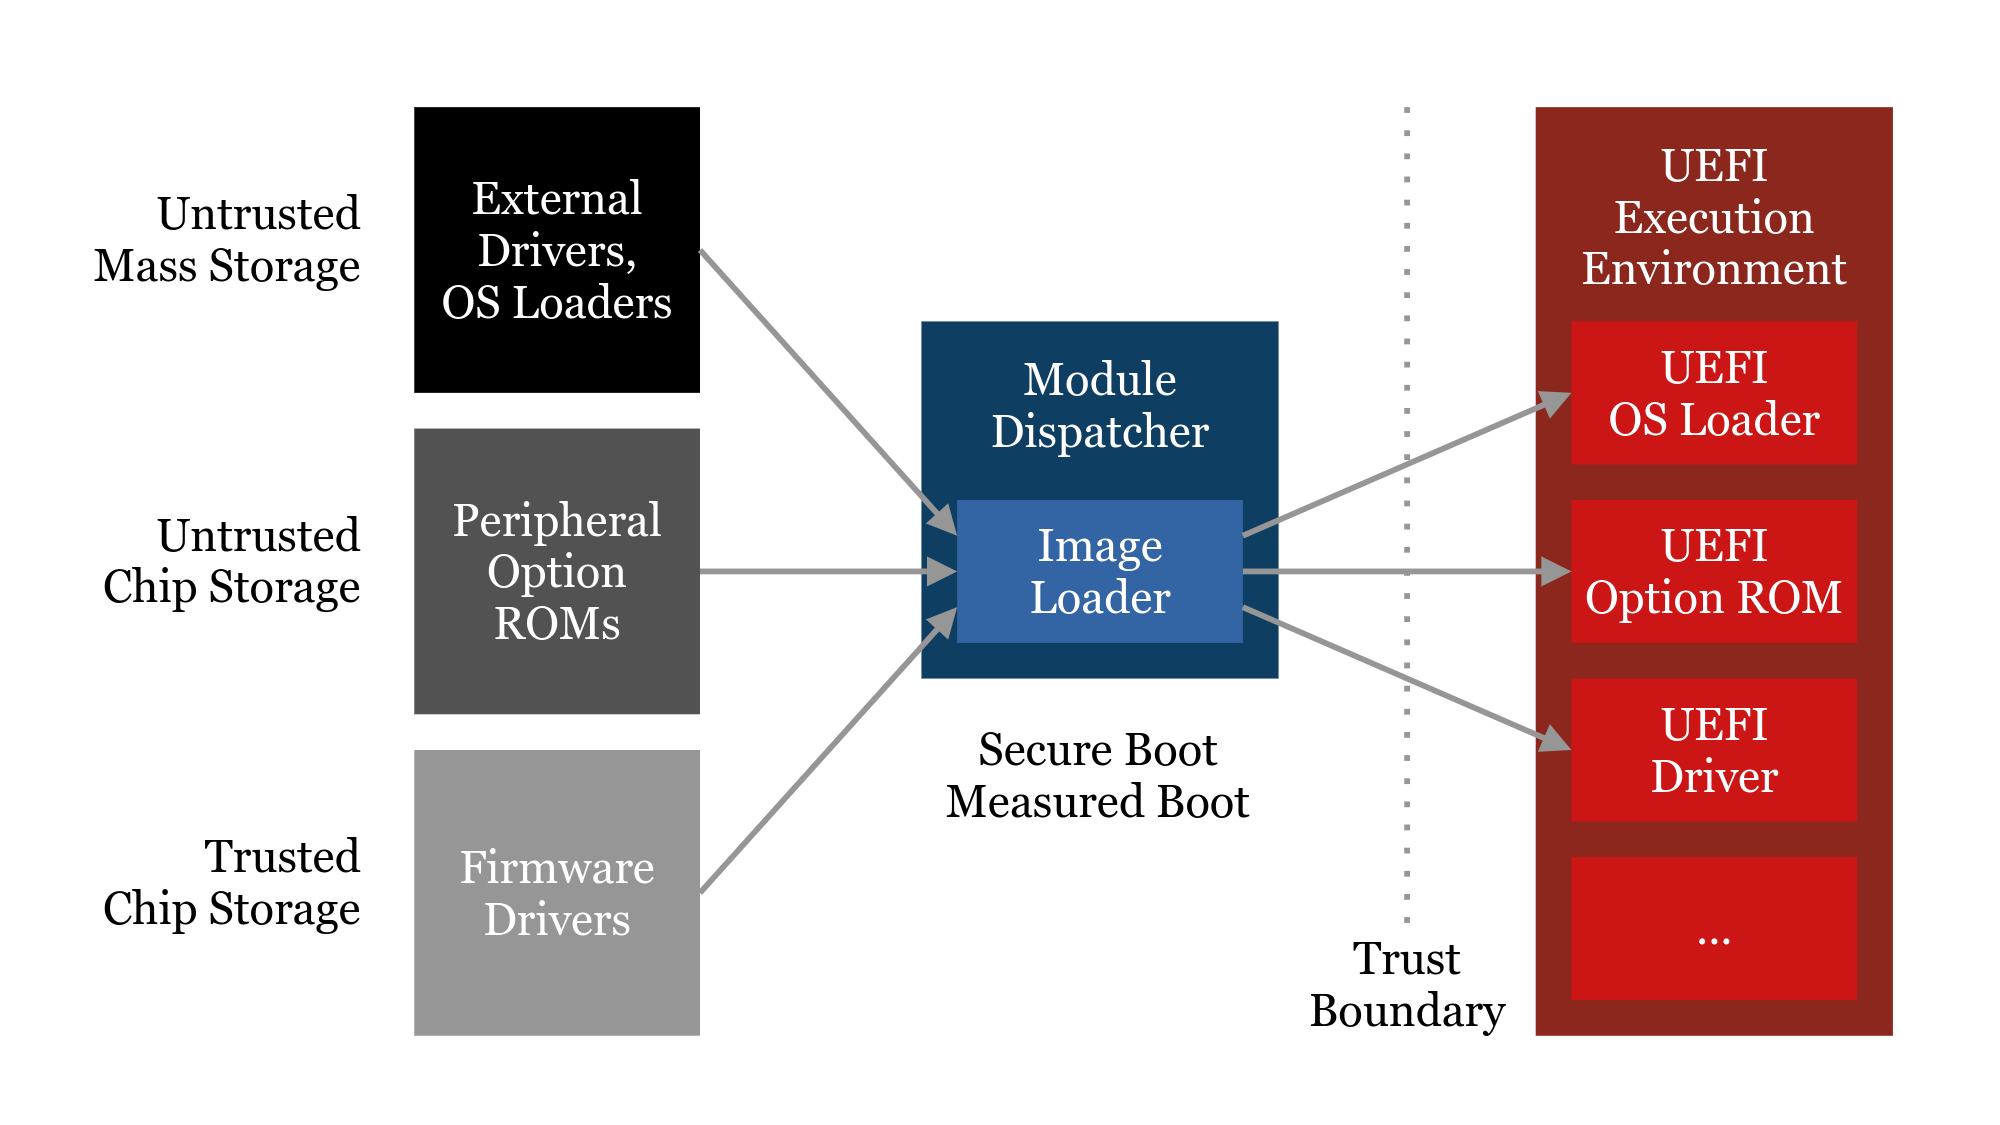 Untrusted
Mass Storage
External
Drivers,
OS Loaders
Untrusted
Chip Storage
Peripheral
Option
ROMs
Trusted
Chip Storage
Firmware
Drivers
Module
Dispatcher
Image
Loader
Secure Boot
Measured Boot
Trust
Boundary
UEFI
Execution
Environment
UEFI
OS Loader
UEFI
Option ROM
UEFI
Driver
...